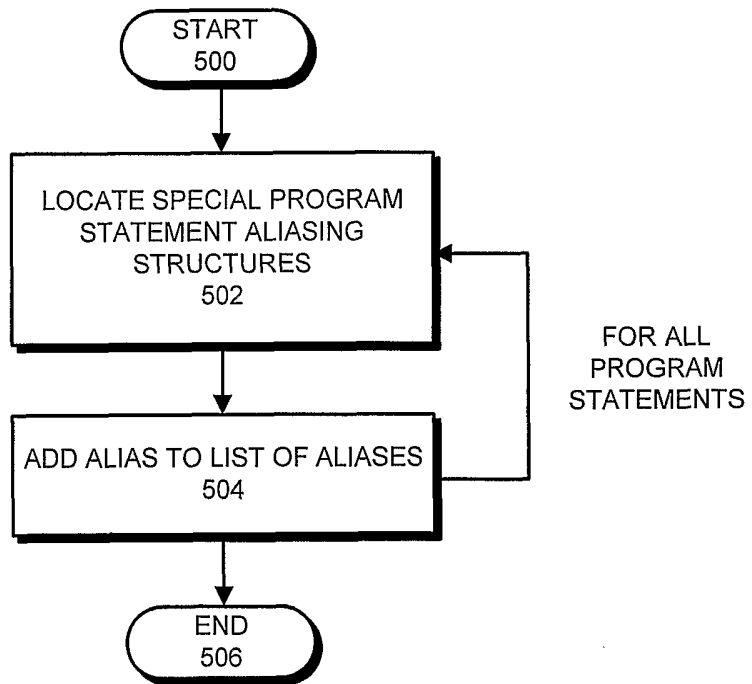 START
500
LOCATE SPECIAL PROGRAM
STATEMENT ALIASING
STRUCTURES
502
FOR ALL
PROGRAM
STATEMENTS
ADD ALIAS TO LIST OF ALIASES
504
END
506